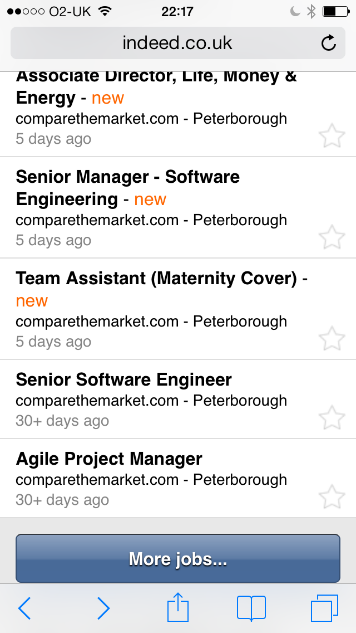 O2-UK 22:17
indeed.co.uk
Associate Director, Life, Money &
Energy - new
comparethemarket.com - Peterborough
5 days ago
Senior Manager - Software
Engineering - new
comparethemarket.com - Peterborough
5 days ago
Team Assistant (Maternity Cover) -
new
comparethemarket.com - Peterborough
5 days ago
Senior Software Engineer
comparethemarket.com - Peterborough
30+ days ago
Agile Project Manager
comparethemarket.com - Peterborough
30+ days ago
More jobs...